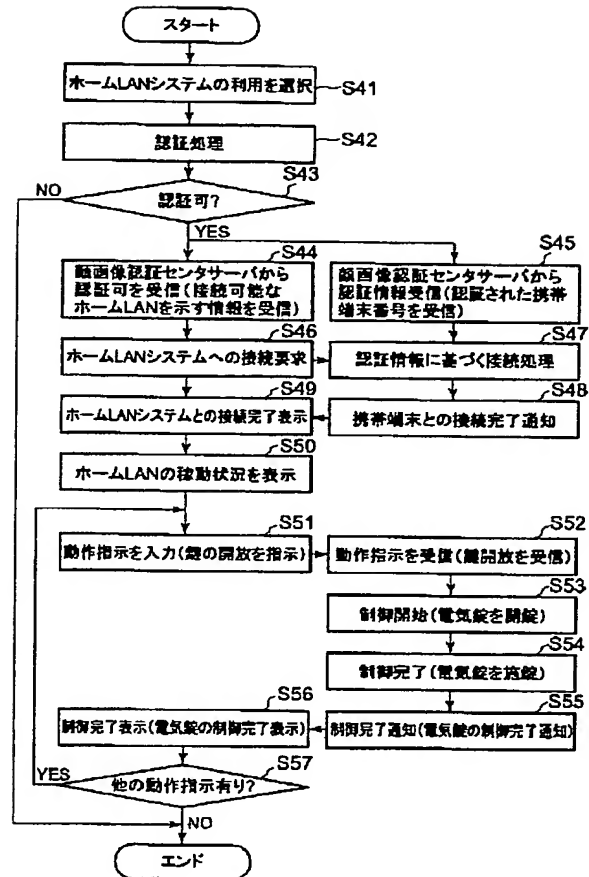 スタート
ホームLANシステムの利用を選択
S41
認証処理
S42
S43
NO
認証可?
YES
S44
顔画像認証センタサーバから
認証可を受信(接続可能な
ホームLANを示す情報を受信)
S45
顔画像認証センタサーバから
認証情報受信(認証された携帯
端末番号を受信)
S46
ホームLANシステムへの接続要求
S47
認証情報に基づく接続処理
S49
ホームLANシステムとの接続完了表示
S48
携帯端末との接続完了通知
S50
ホームLANの稼動状況を表示
S51
動作指示を入力(鍵の開放を指示)
S52
動作指示を受信(鍵開放を受信)
S53
制御開始(電気錠を開錠)
S54
制御完了(電気錠を施錠)
S56
制御完了表示(電気錠の制御完了表示)
S55
制御完了通知(電気錠の制御完了通知)
YES
S57
他の動作指示有り?
NO
エンド